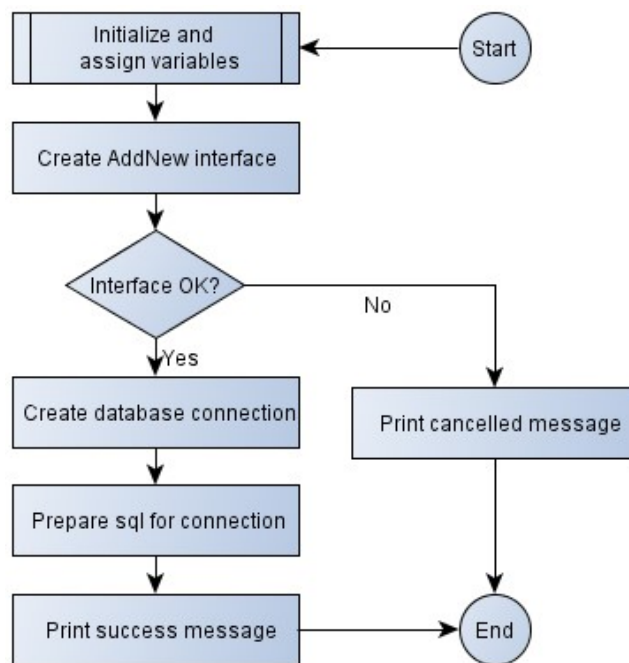 Initialize and
assign variables
Start
Create AddNew interface
Interface OK?
No
Yes
Create database connection
Print cancelled message
Prepare sql for connection
Print success message
End